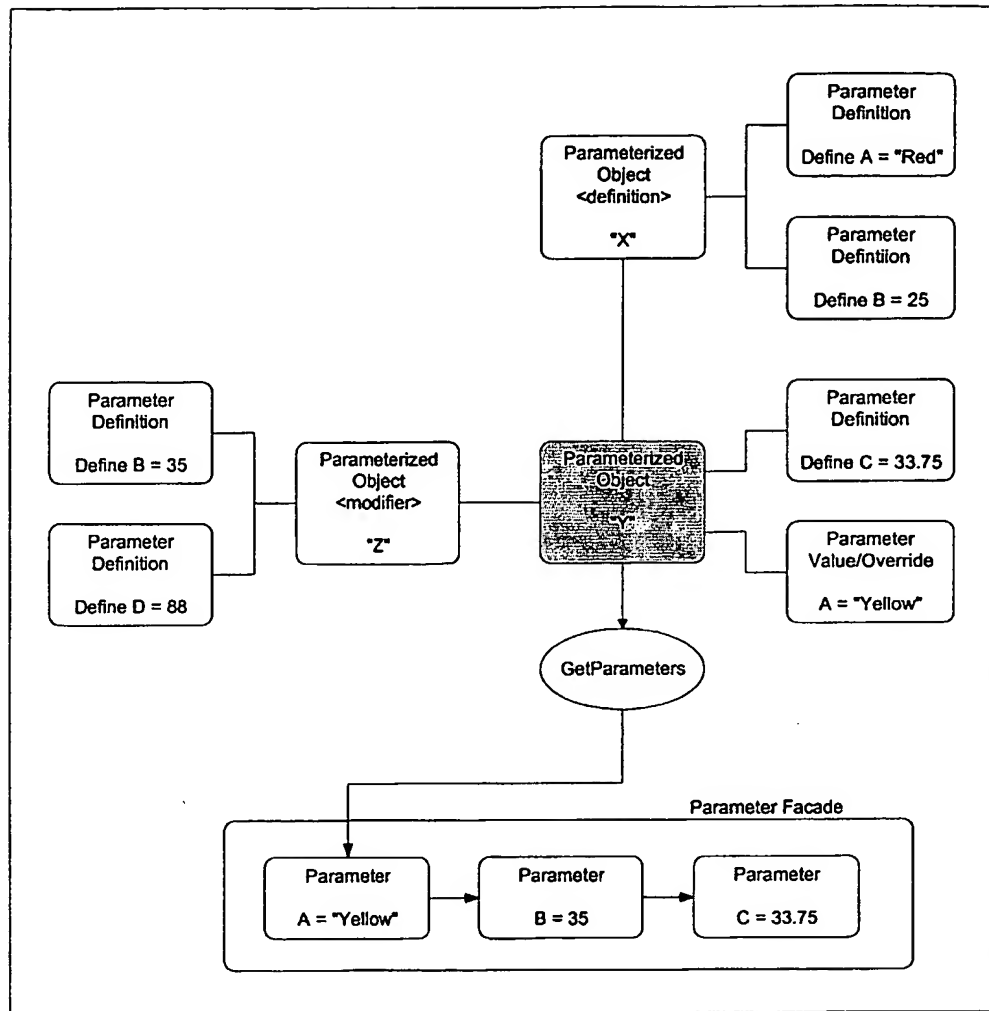 Parameter
Definition
Define A = "Red"
Parameterized
Object
<definition>
"X"
Parameter
Defintiion
Define B = 25
Parameter
Definition
Define B = 35
Parameterized
Object
<modifier>
"Z"
Parameterized
Object
"Y"
Parameter
Definition
Define C = 33.75
Parameter
Definition
Define D = 88
Parameter
Value/Override
A = "Yellow"
GetParameters
Parameter Facade
Parameter
A = "Yellow"
Parameter
B = 35
Parameter
C = 33.75